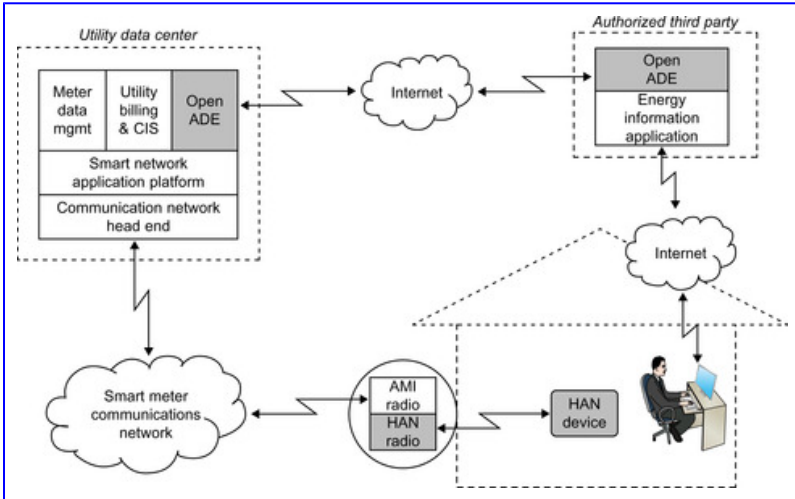 Utility data center
Authorized third party
Meter
data
mgmt
Utility
billing
& CIS
Open
ADE
Smart network
application platform
Communication network
head end
Internet
Open
ADE
Energy
information
application
Internet
Smart meter
communications
network
AMI
radio
HAN
radio
HAN
device